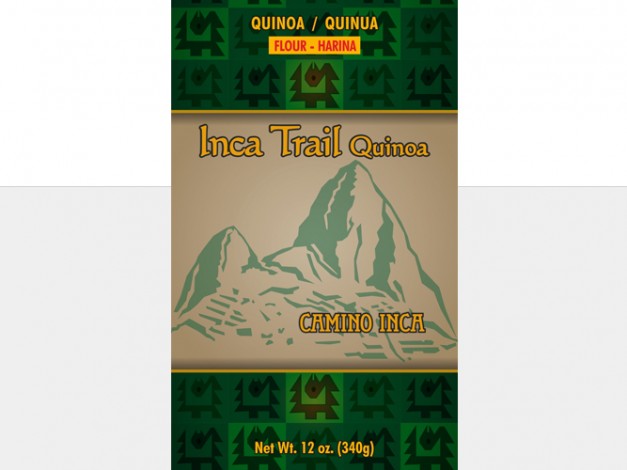 QUINOA / QUINUA
FLOUR - HARINA
Inca Trail Quinoa
CAMINO INCA
Net Wt. 12 oz. (340g)